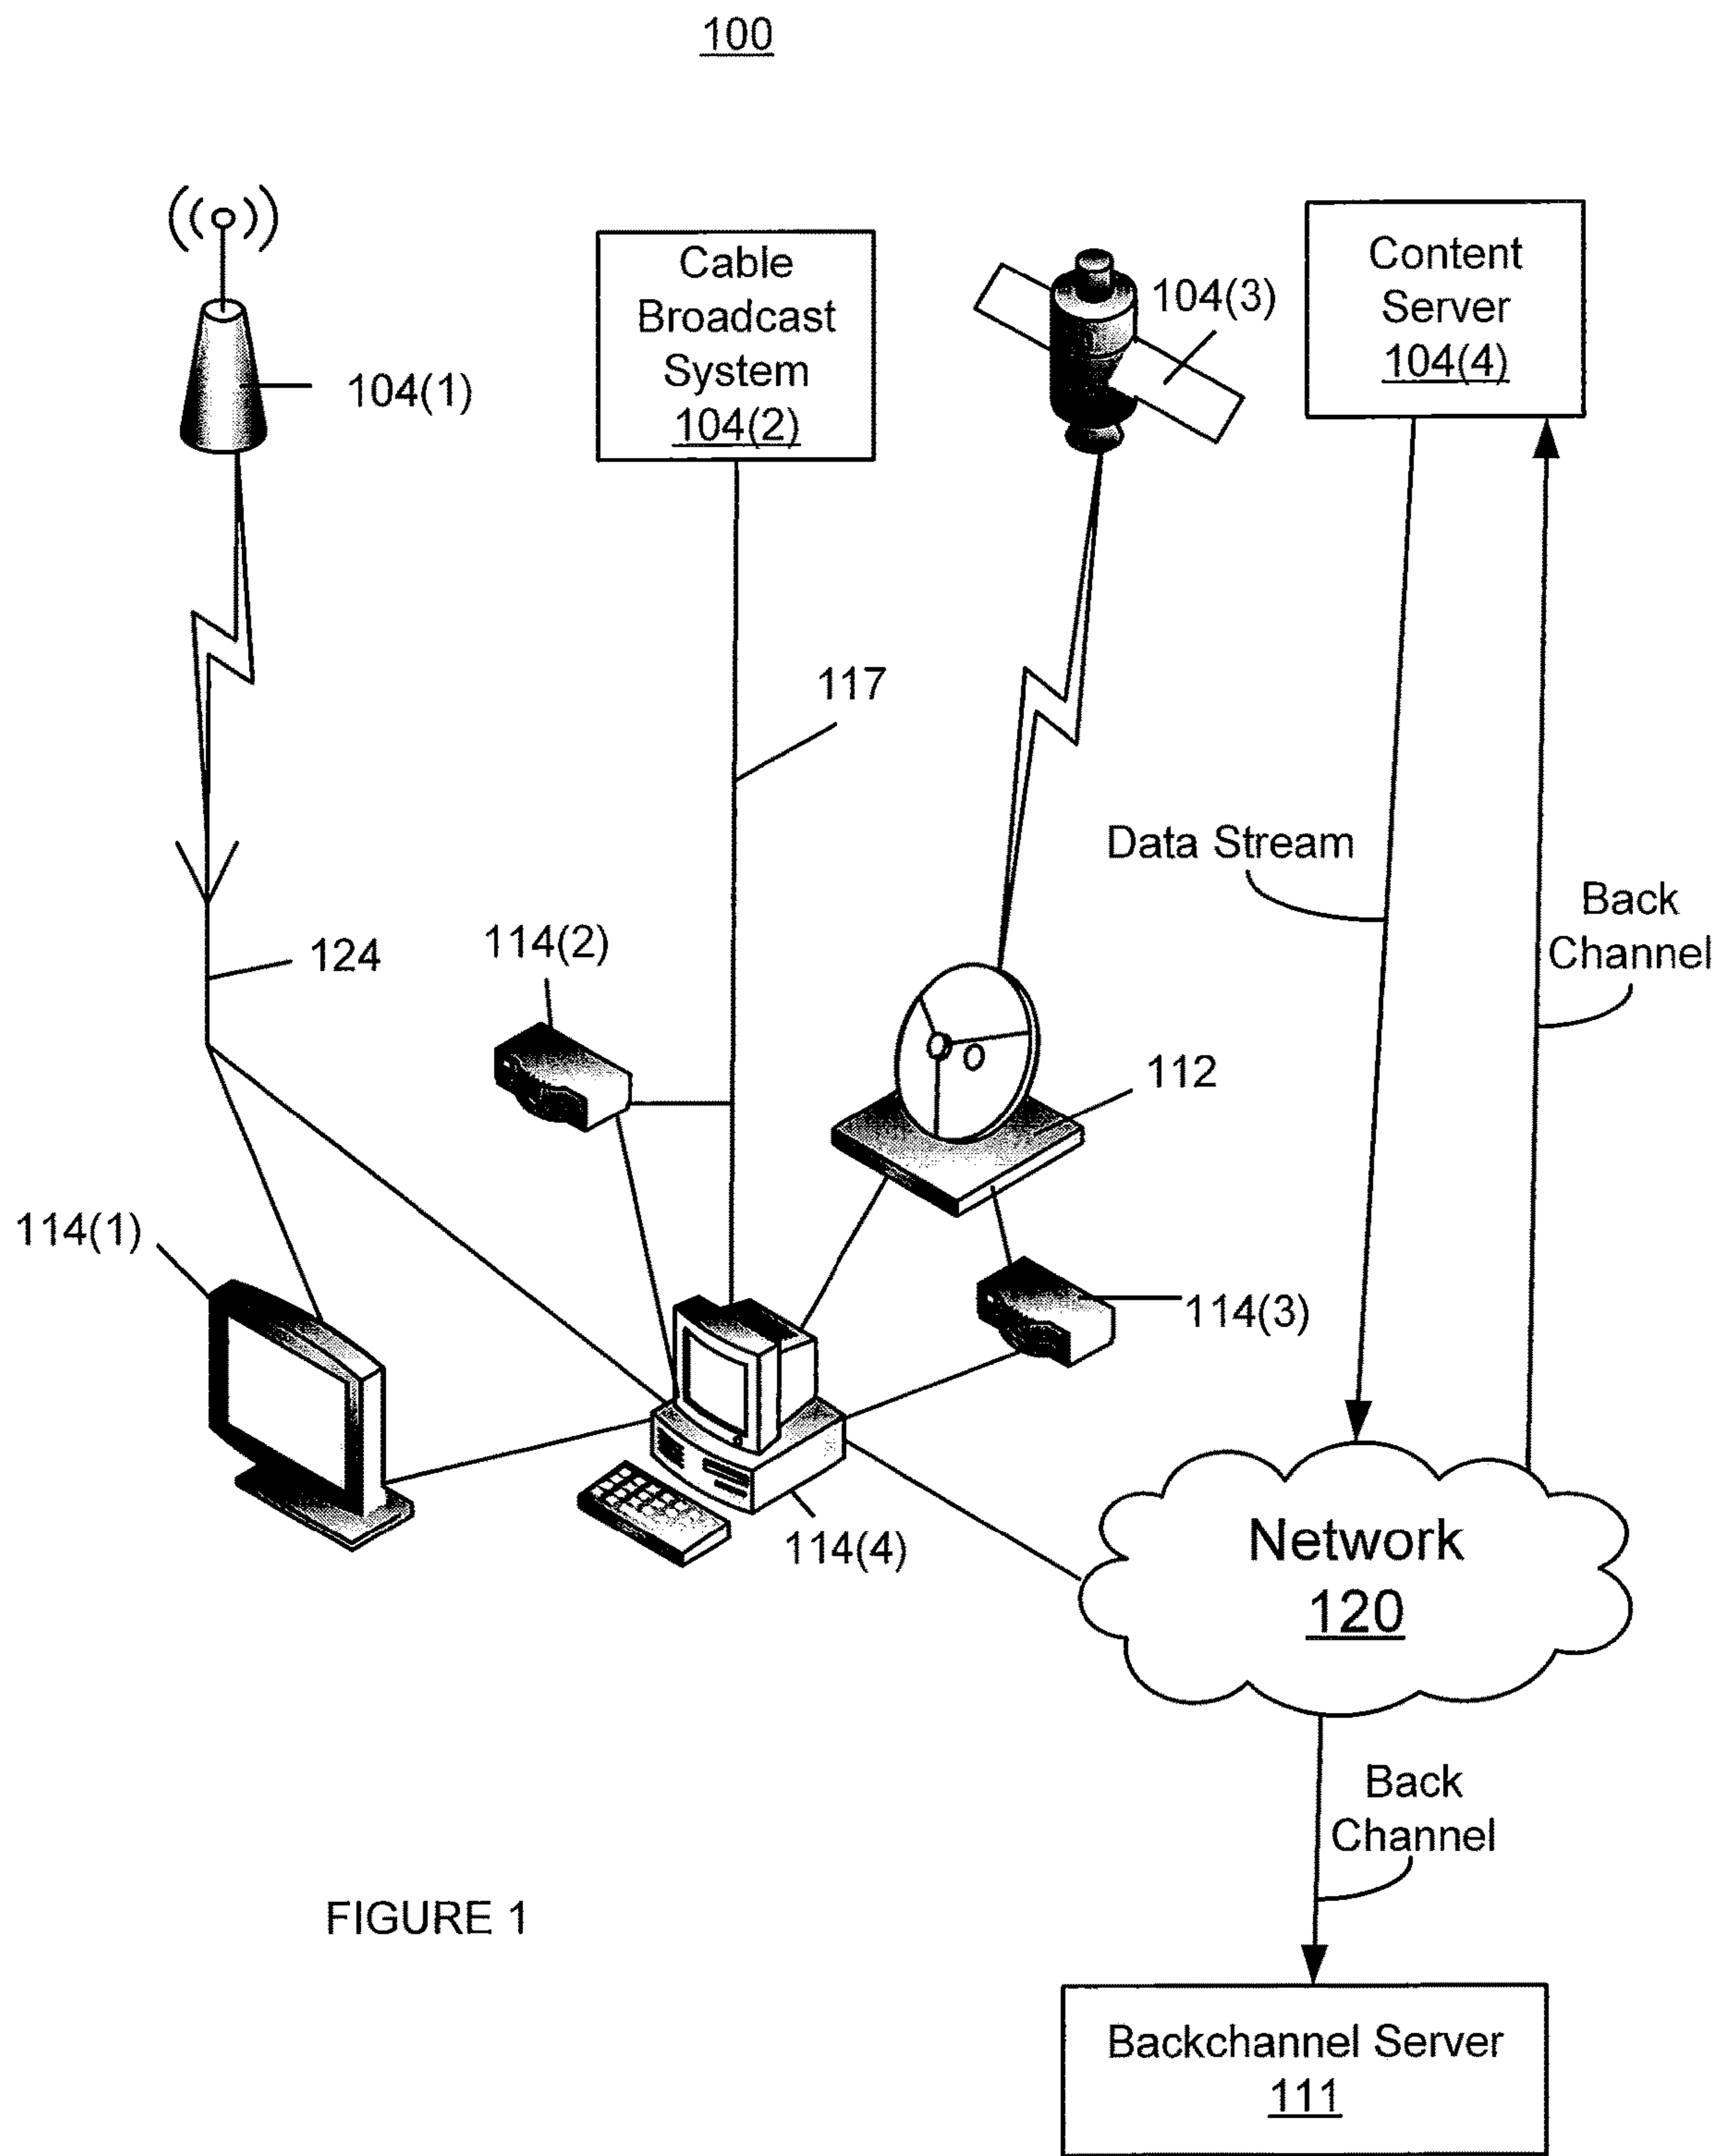 100
Cable
Broadcast
System
104(2)
Content
Server
104(4)
104(3)
104(1)
117
Data Stream
Back
Channel
124
114(2)
112
114(1)
114(3)
114(4)
Network
120
Back
Channel
FIGURE 1
Backchannel Server
111